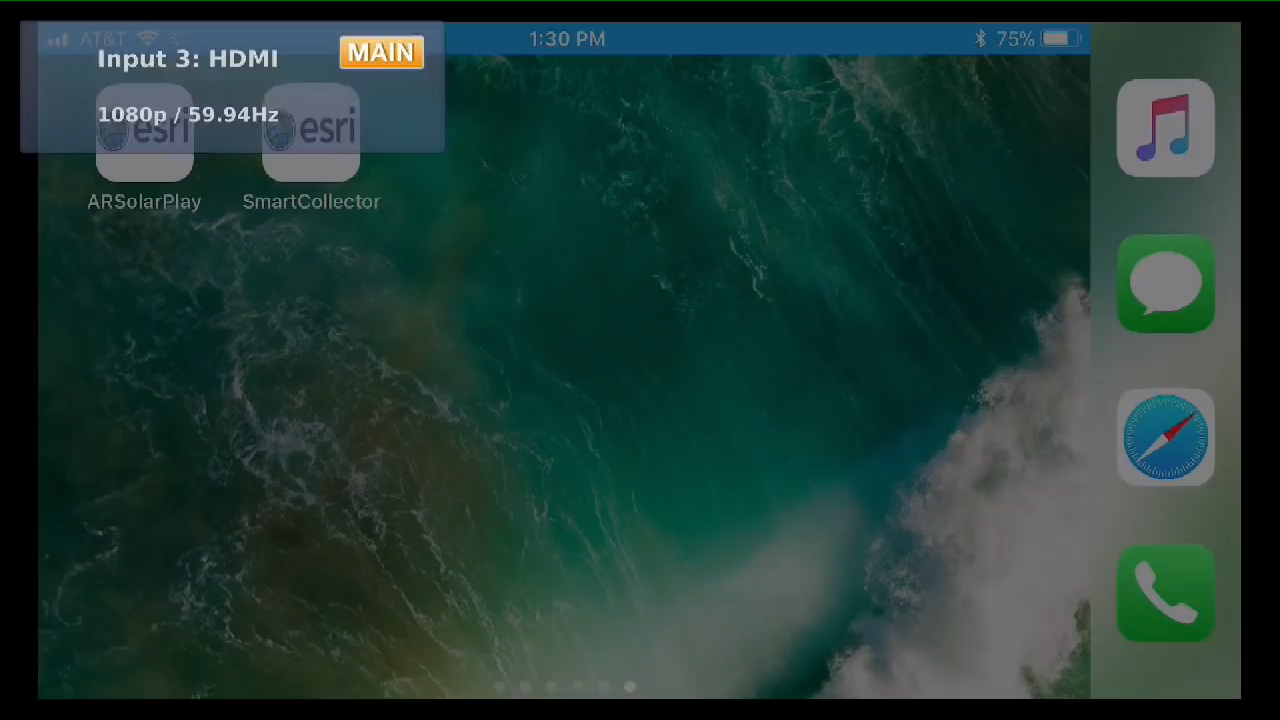 AT&T
1:30 PM
75%
Input 3: HDMI
MAIN
1080p / 59.94Hz
esri
esri
ARSolarPlay
SmartCollector